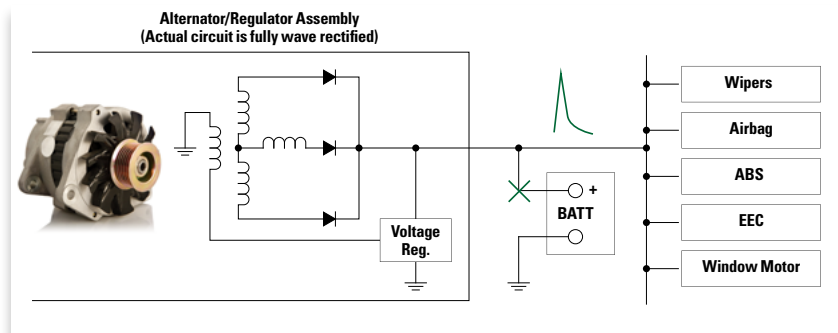 Alternator/Regulator Assembly
(Actual circuit is fully wave rectified)
Wipers
Airbag
ABS
EEC
Window Motor
+
BATT
Voltage
Reg.